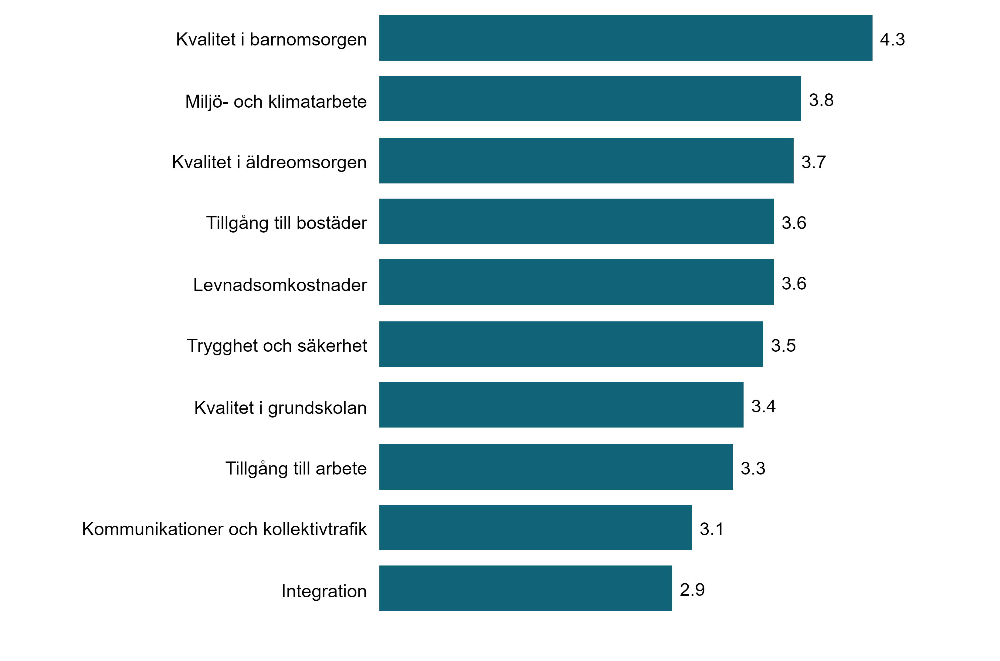 Kvalitet i barnomsorgen 4.3
Miljö- och klimatarbete 3.8
Kvalitet i äldreomsorgen 3.7
Tillgång till bostäder 3.6
Levnadsomkostnader 3.6
Trygghet och säkerhet 3.5
Kvalitet i grundskolan 3.4
Tillgång till arbete 3.3
Kommunikationer och kollektivtrafik 3.1
Integration 2.9